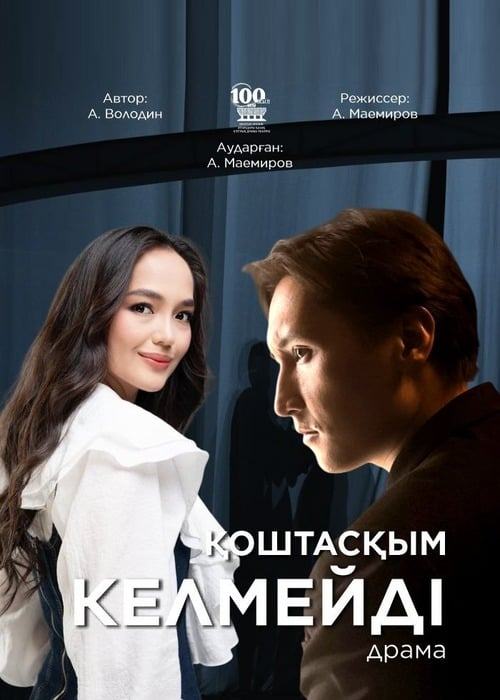 Автор:
А. Володин
100
Режиссер:
А. Маемиров
Аударған:
А. Маемиров
ҚОШТАСҚЫМ
КЕЛМЕЙДІ
драма